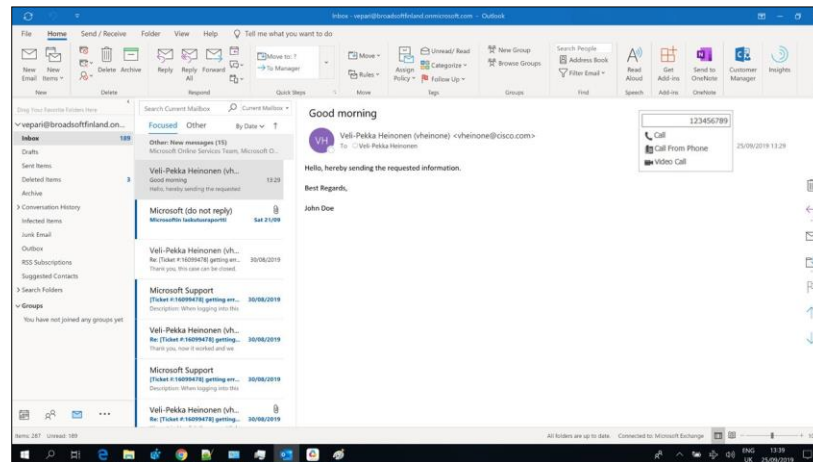 Inbox - vepari@broadsoftfinland.onmicrosoft.com - Outlook
File Home Send / Receive Folder View Help Tell me what you want to do
New Email
New Items
Delete Archive
Reply Reply All Forward
Move to: ?
To Manager
Move
Rules
Assign Policy
Unread/ Read
Categorize
Follow Up
New Group
Browse Groups
Search People
Address Book
Filter Email
Read Aloud
Get Add-ins
Send to OneNote
Customer Manager
Insights
New Delete Respond Quick Steps Move Tags Groups Find Speech Add-ins OneNote
Drag Your Favorite Folders Here
vepari@broadsoftfinland.on...
Inbox 189
Drafts
Sent Items
Deleted Items 3
Archive
Conversation History
Infected Items
Junk Email
Outbox
RSS Subscriptions
Suggested Contacts
Search Folders
Groups
You have not joined any groups yet
Search Current Mailbox Current Mailbox
Focused Other By Date
Other: New messages (15)
Microsoft Online Services Team, Microsoft O...
Veli-Pekka Heinonen (vh...
Good morning 13:29
Hello, hereby sending the requested
Microsoft (do not reply)
Microsoftin laskutusraportti Sat 21/09
Veli-Pekka Heinonen (vh...
Re: [Ticket #:16099478] getting err... 30/08/2019
Thank you, this case can be closed
Microsoft Support
[Ticket #:16099478] getting err... 30/08/2019
Description: When logging into this
Veli-Pekka Heinonen (vh...
Re: [Ticket #:16099478] getting err... 30/08/2019
Thank you, now it worked and we
Microsoft Support
[Ticket #:16099478] getting err... 30/08/2019
Description: When logging into this
Veli-Pekka Heinonen (vh...
Re: [Ticket #:16099478] getting err... 30/08/2019
Good morning
VH
Veli-Pekka Heinonen (vheinone) <vheinone@cisco.com>
To Veli-Pekka Heinonen
25/09/2019 13:29
123456789
Call
Call From Phone
Video Call
Hello, hereby sending the requested information.
Best Regards,
John Doe
Items: 287 Unread: 189
All folders are up to date. Connected to: Microsoft Exchange
ENG
UK
13:39
25/09/2019